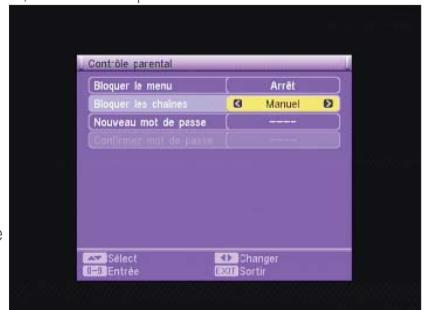 Contrôle parental
Bloquer le menu Arrêt
Bloquer les chaînes Manuel
Nouveau mot de passe ----
Confirmer mot de passe ----
Sélect Changer
0-9 Entrée EXIT Sortir
e